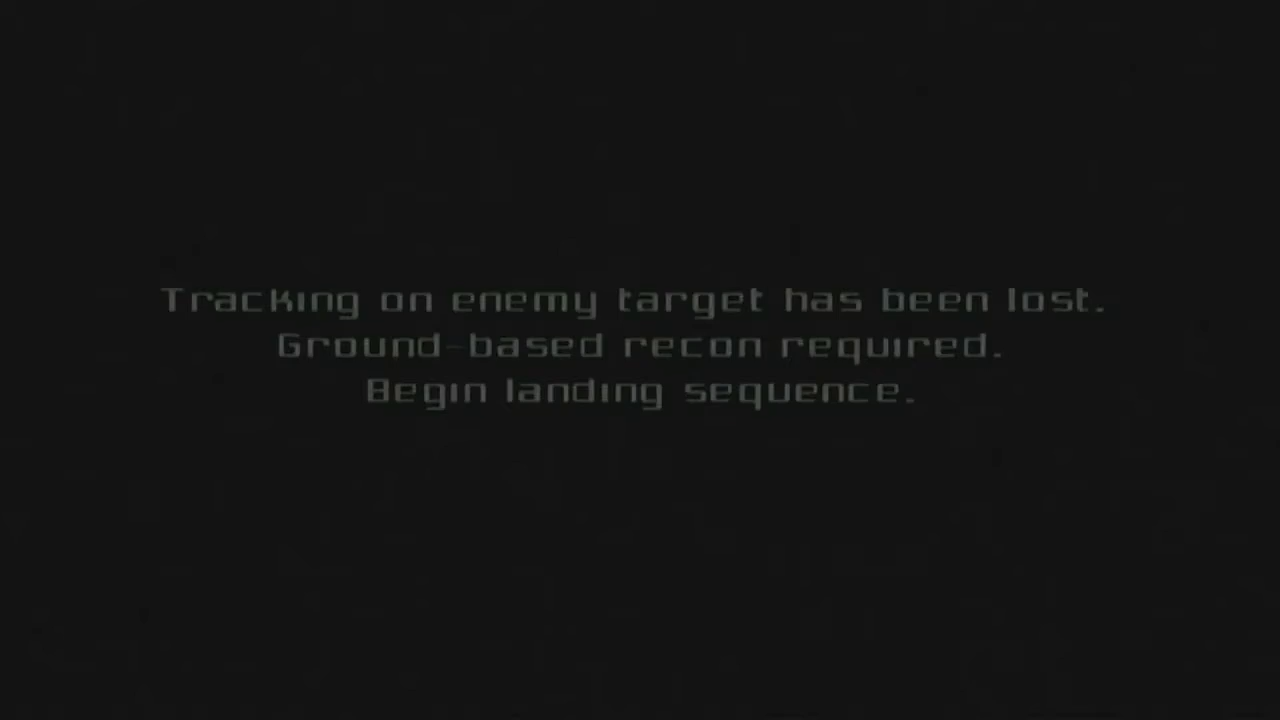 Tracking on enemy target has been lost.
Ground-based recon required.
Begin landing sequence.